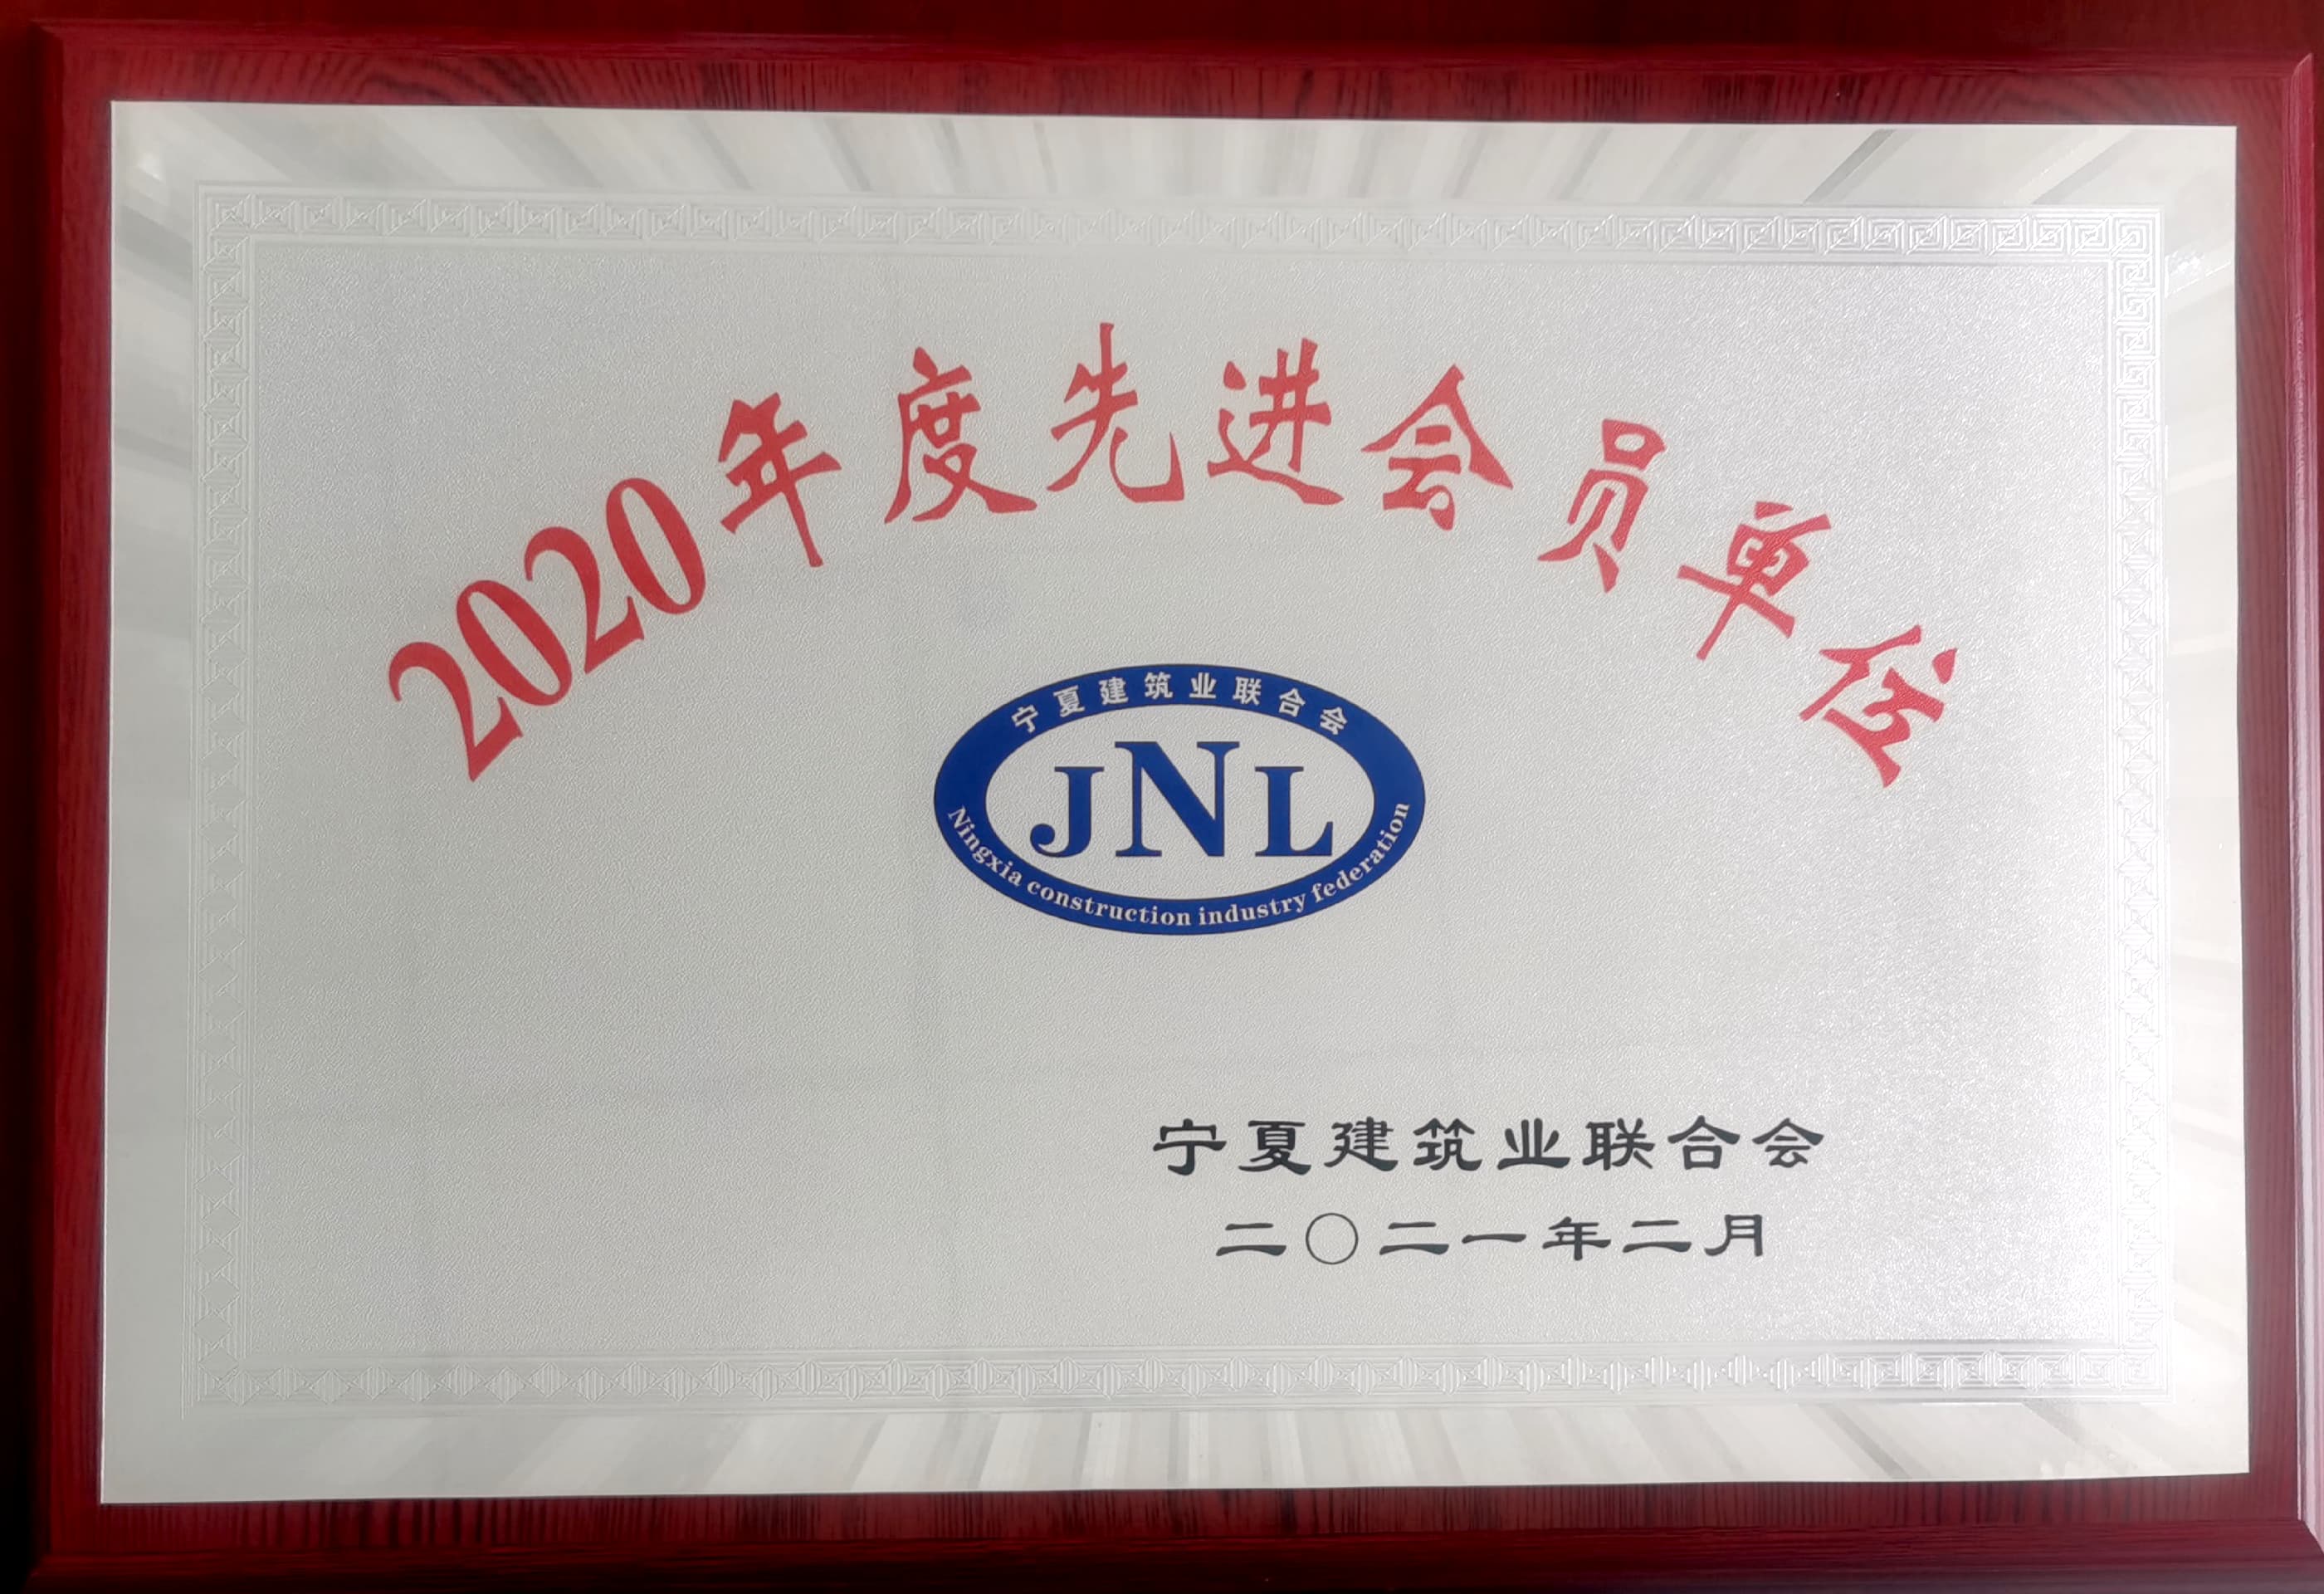 2020年度先进会员单位
宁夏建筑业联合会
JNL
Ningxia construction industry federation
宁夏建筑业联合会
二〇二一年二月